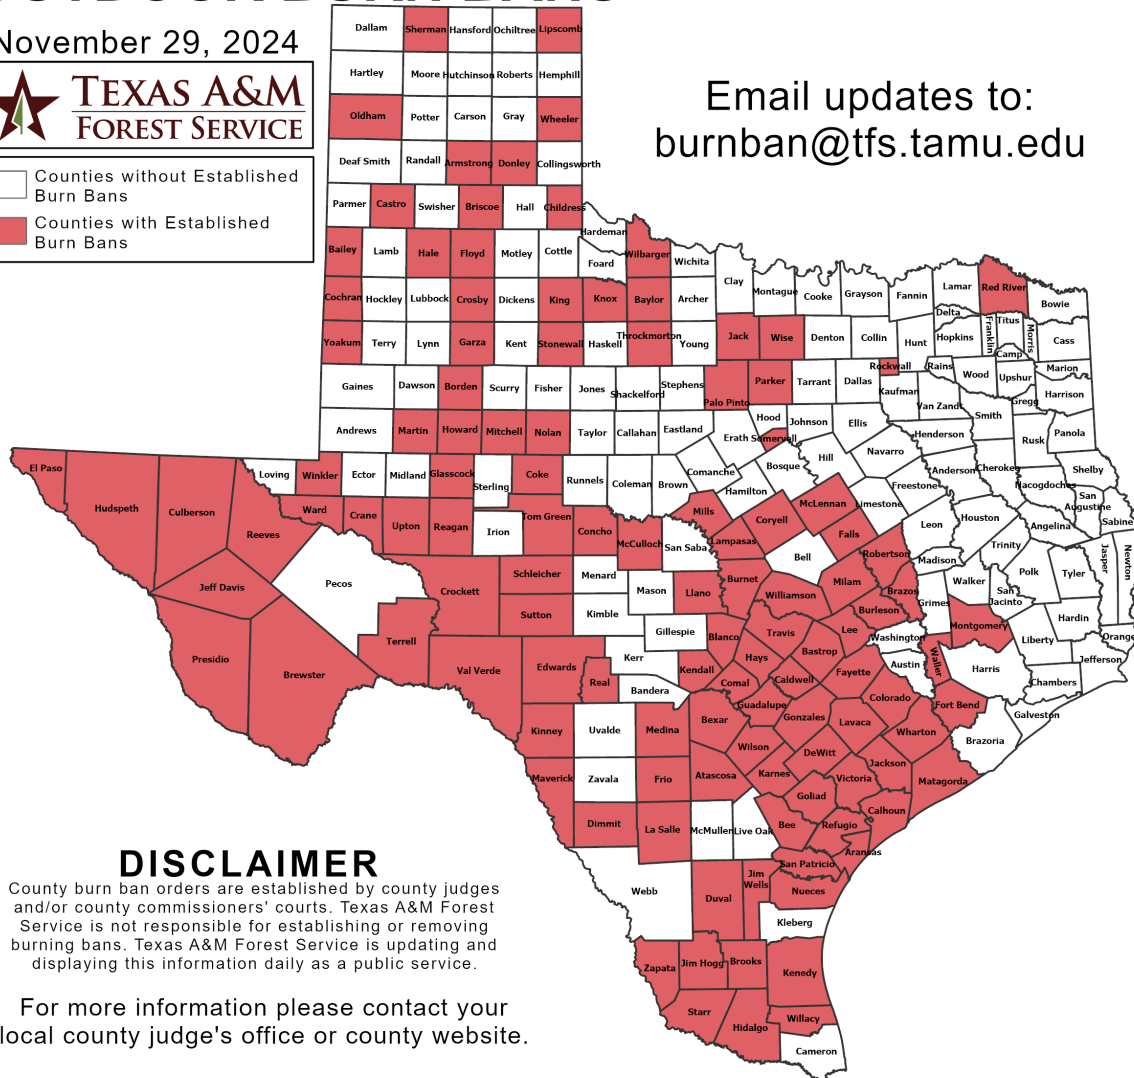 November 29, 2024
TEXAS A&M
FOREST SERVICE
Counties without Established
Burn Bans
Counties with Established
Burn Bans
Email updates to:
burnban@tfs.tamu.edu
Dallam Sherman Hansford Ochiltree Lipscomb
Hartley Moore Hutchinson Roberts Hemphill
Oldham Potter Carson Gray Wheeler
Deaf Smith Randall Armstrong Donley Collingsworth
Parmer Castro Swisher Briscoe Hall Childress
Hardeman
Bailey Lamb Hale Floyd Motley Cottle Foard Wilbarger Wichita
Clay Montague Cooke Grayson Fannin Lamar Red River Bowie
Cochran Hockley Lubbock Crosby Dickens King Knox Baylor Archer
Delta Franklin Titus Morris Cass
Yoakum Terry Lynn Garza Kent Stonewall Haskell Throckmorton Young Jack Wise Denton Collin Hunt Hopkins
Camp
Rockwall Rains Wood Upshur Marion
Gaines Dawson Borden Scurry Fisher Jones Shackelford Stephens Palo Pinto Parker Tarrant Dallas Kaufman Van Zandt Smith Gregg Harrison
Andrews Martin Howard Mitchell Nolan Taylor Callahan Eastland Erath Hood Somervell Johnson Ellis Henderson Rusk Panola
El Paso Hudspeth Culberson Reeves Loving Winkler Ector Midland Glasscock Sterling Coke Runnels Coleman Brown Comanche Hamilton Bosque Hill Navarro Freestone Anderson Cherokee Nacogdoches Shelby
San
Augustine
Sabine
Ward Crane Upton Reagan Irion Tom Green Concho McCulloch San Saba Mills Lampasas Coryell McLennan Limestone Falls Leon Houston Angelina
Bell Robertson Madison Trinity Polk Tyler Jasper Newton
Jeff Davis Pecos Crockett Schleicher Menard Mason Llano Burnet Williamson Milam Brazos Grimes Walker
San
Jacinto
Hardin
Sutton Kimble Gillespie Blanco Travis Lee Burleson Washington Montgomery Liberty Orange
Presidio Brewster Terrell Val Verde Edwards Real Kerr Bandera Kendall Hays Comal Caldwell Bastrop Fayette Austin Waller Harris Chambers Jefferson
Kinney Uvalde Medina Bexar Guadalupe Gonzales Lavaca Colorado Fort Bend Wharton Brazoria Galveston
Maverick Zavala Frio Atascosa Wilson Karnes DeWitt Victoria Jackson Matagorda
Dimmit La Salle McMullen Live Oak Bee Goliad Refugio Calhoun Aransas
Webb Duval
Jim
Wells
San Patricio
Nueces
Kleberg
Zapata Jim Hogg Brooks Kenedy
Starr Hidalgo Willacy
Cameron
DISCLAIMER
County burn ban orders are established by county judges
and/or county commissioners' courts. Texas A&M Forest
Service is not responsible for establishing or removing
burning bans. Texas A&M Forest Service is updating and
displaying this information daily as a public service.
For more information please contact your
local county judge's office or county website.